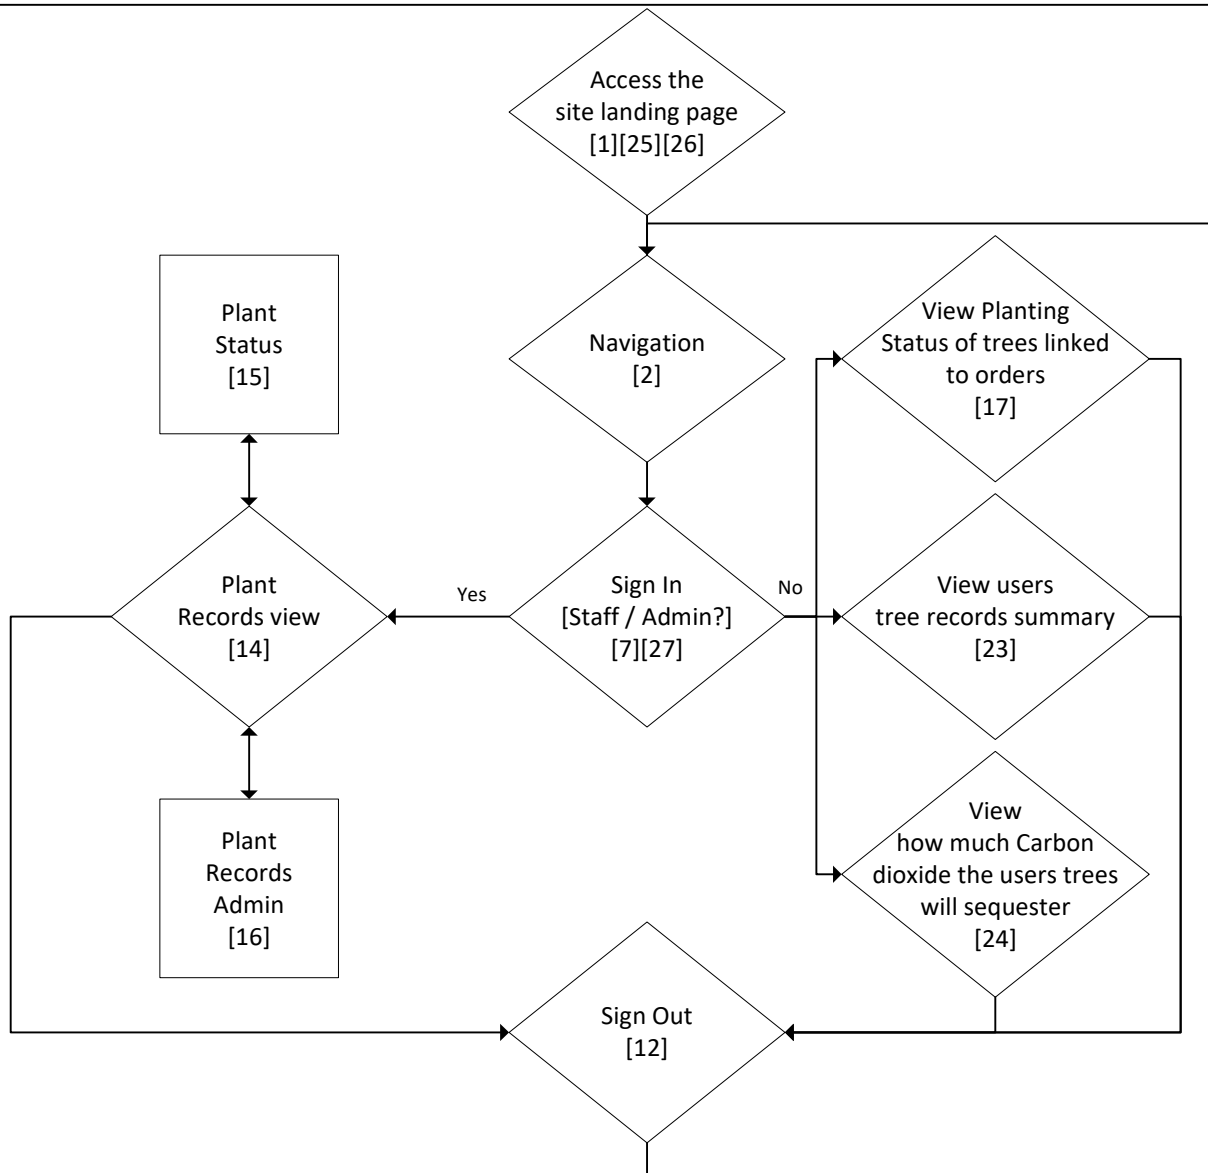 Access the
site landing page
[1][25][26]
Plant
Status
[15]
Navigation
[2]
View Planting
Status of trees linked
to orders
[17]
Plant
Records view
[14]
Yes
Sign In
[Staff / Admin?]
[7][27]
No
View users
tree records summary
[23]
Plant
Records
Admin
[16]
View
how much Carbon
dioxide the users trees
will sequester
[24]
Sign Out
[12]